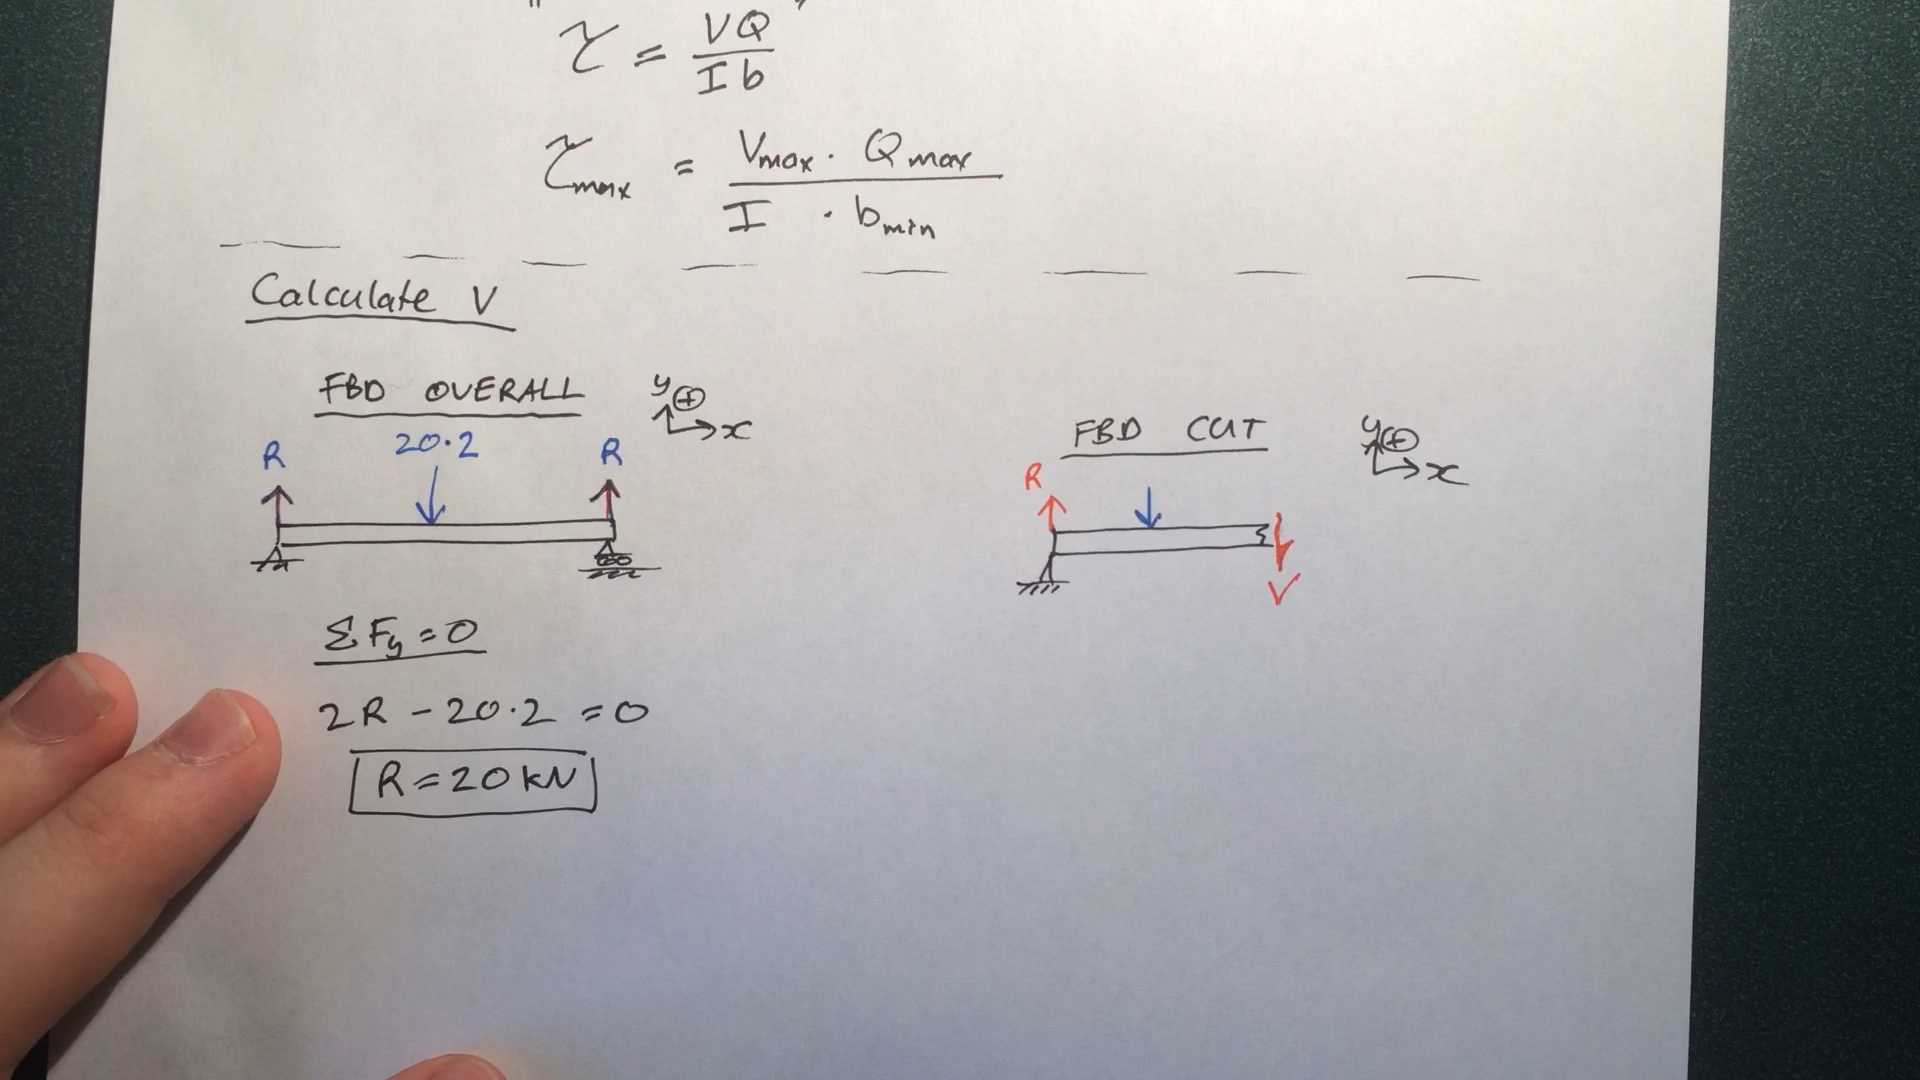 τ = VQ / Ib
τmax = Vmax · Qmax / I · bmin
Calculate V
FBD OVERALL
y + x
R 20·2 R
FBD CUT
y + x
R
V
ΣFy = 0
2R - 20·2 = 0
R = 20 kN